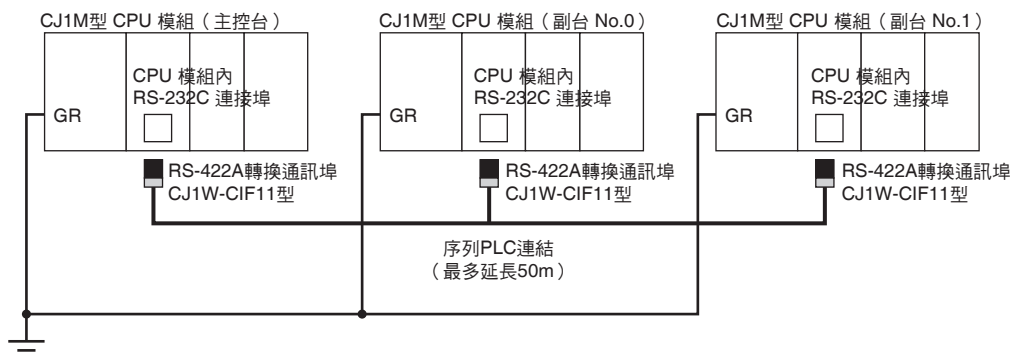 CJ1M型 CPU 模組（主控台）
CJ1M型 CPU 模組（副台 No.0）
CJ1M型 CPU 模組（副台 No.1）
CPU 模組內
RS-232C 連接埠
GR
CPU 模組內
RS-232C 連接埠
GR
CPU 模組內
RS-232C 連接埠
GR
RS-422A轉換通訊埠
CJ1W-CIF11型
RS-422A轉換通訊埠
CJ1W-CIF11型
RS-422A轉換通訊埠
CJ1W-CIF11型
序列PLC連結
（最多延長50m）